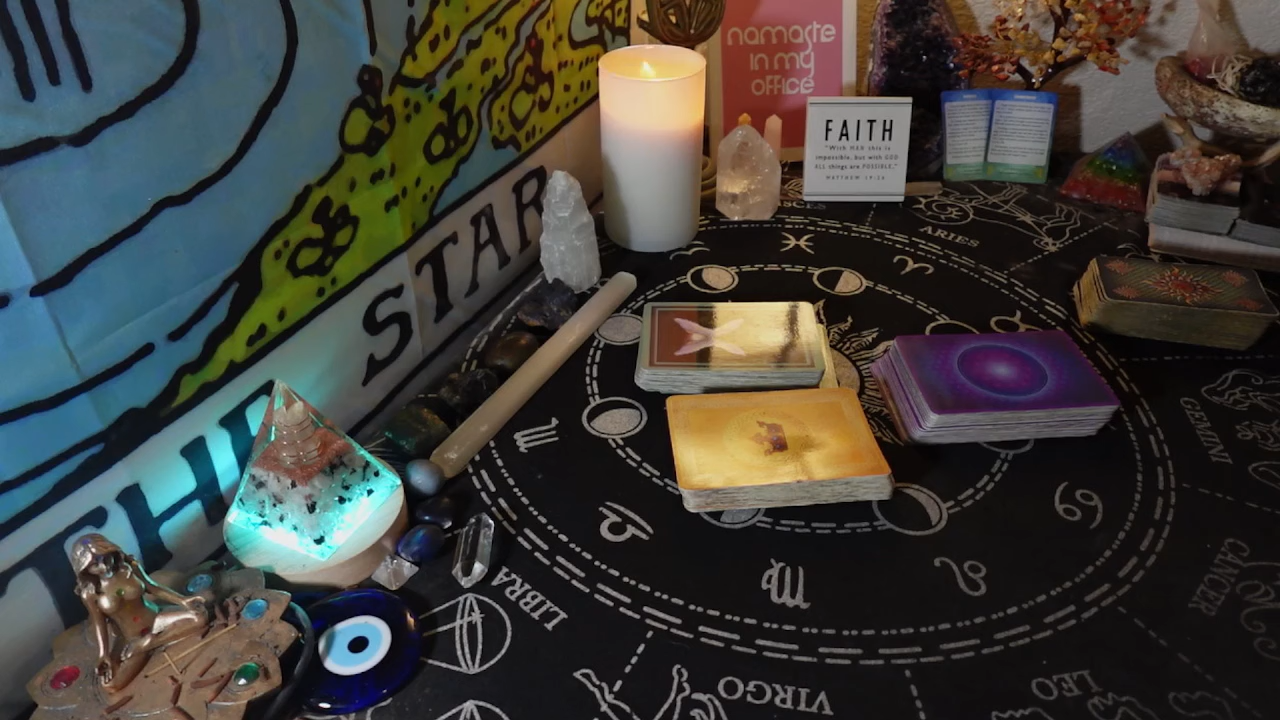 namaste
in my
office
FAITH
"With MAN this is
impossible, but with GOD
ALL things are POSSIBLE."
MATTHEW 19:26
THE STAR
ARIES
GEMINI
CANCER
LEO
VIRGO
LIBRA